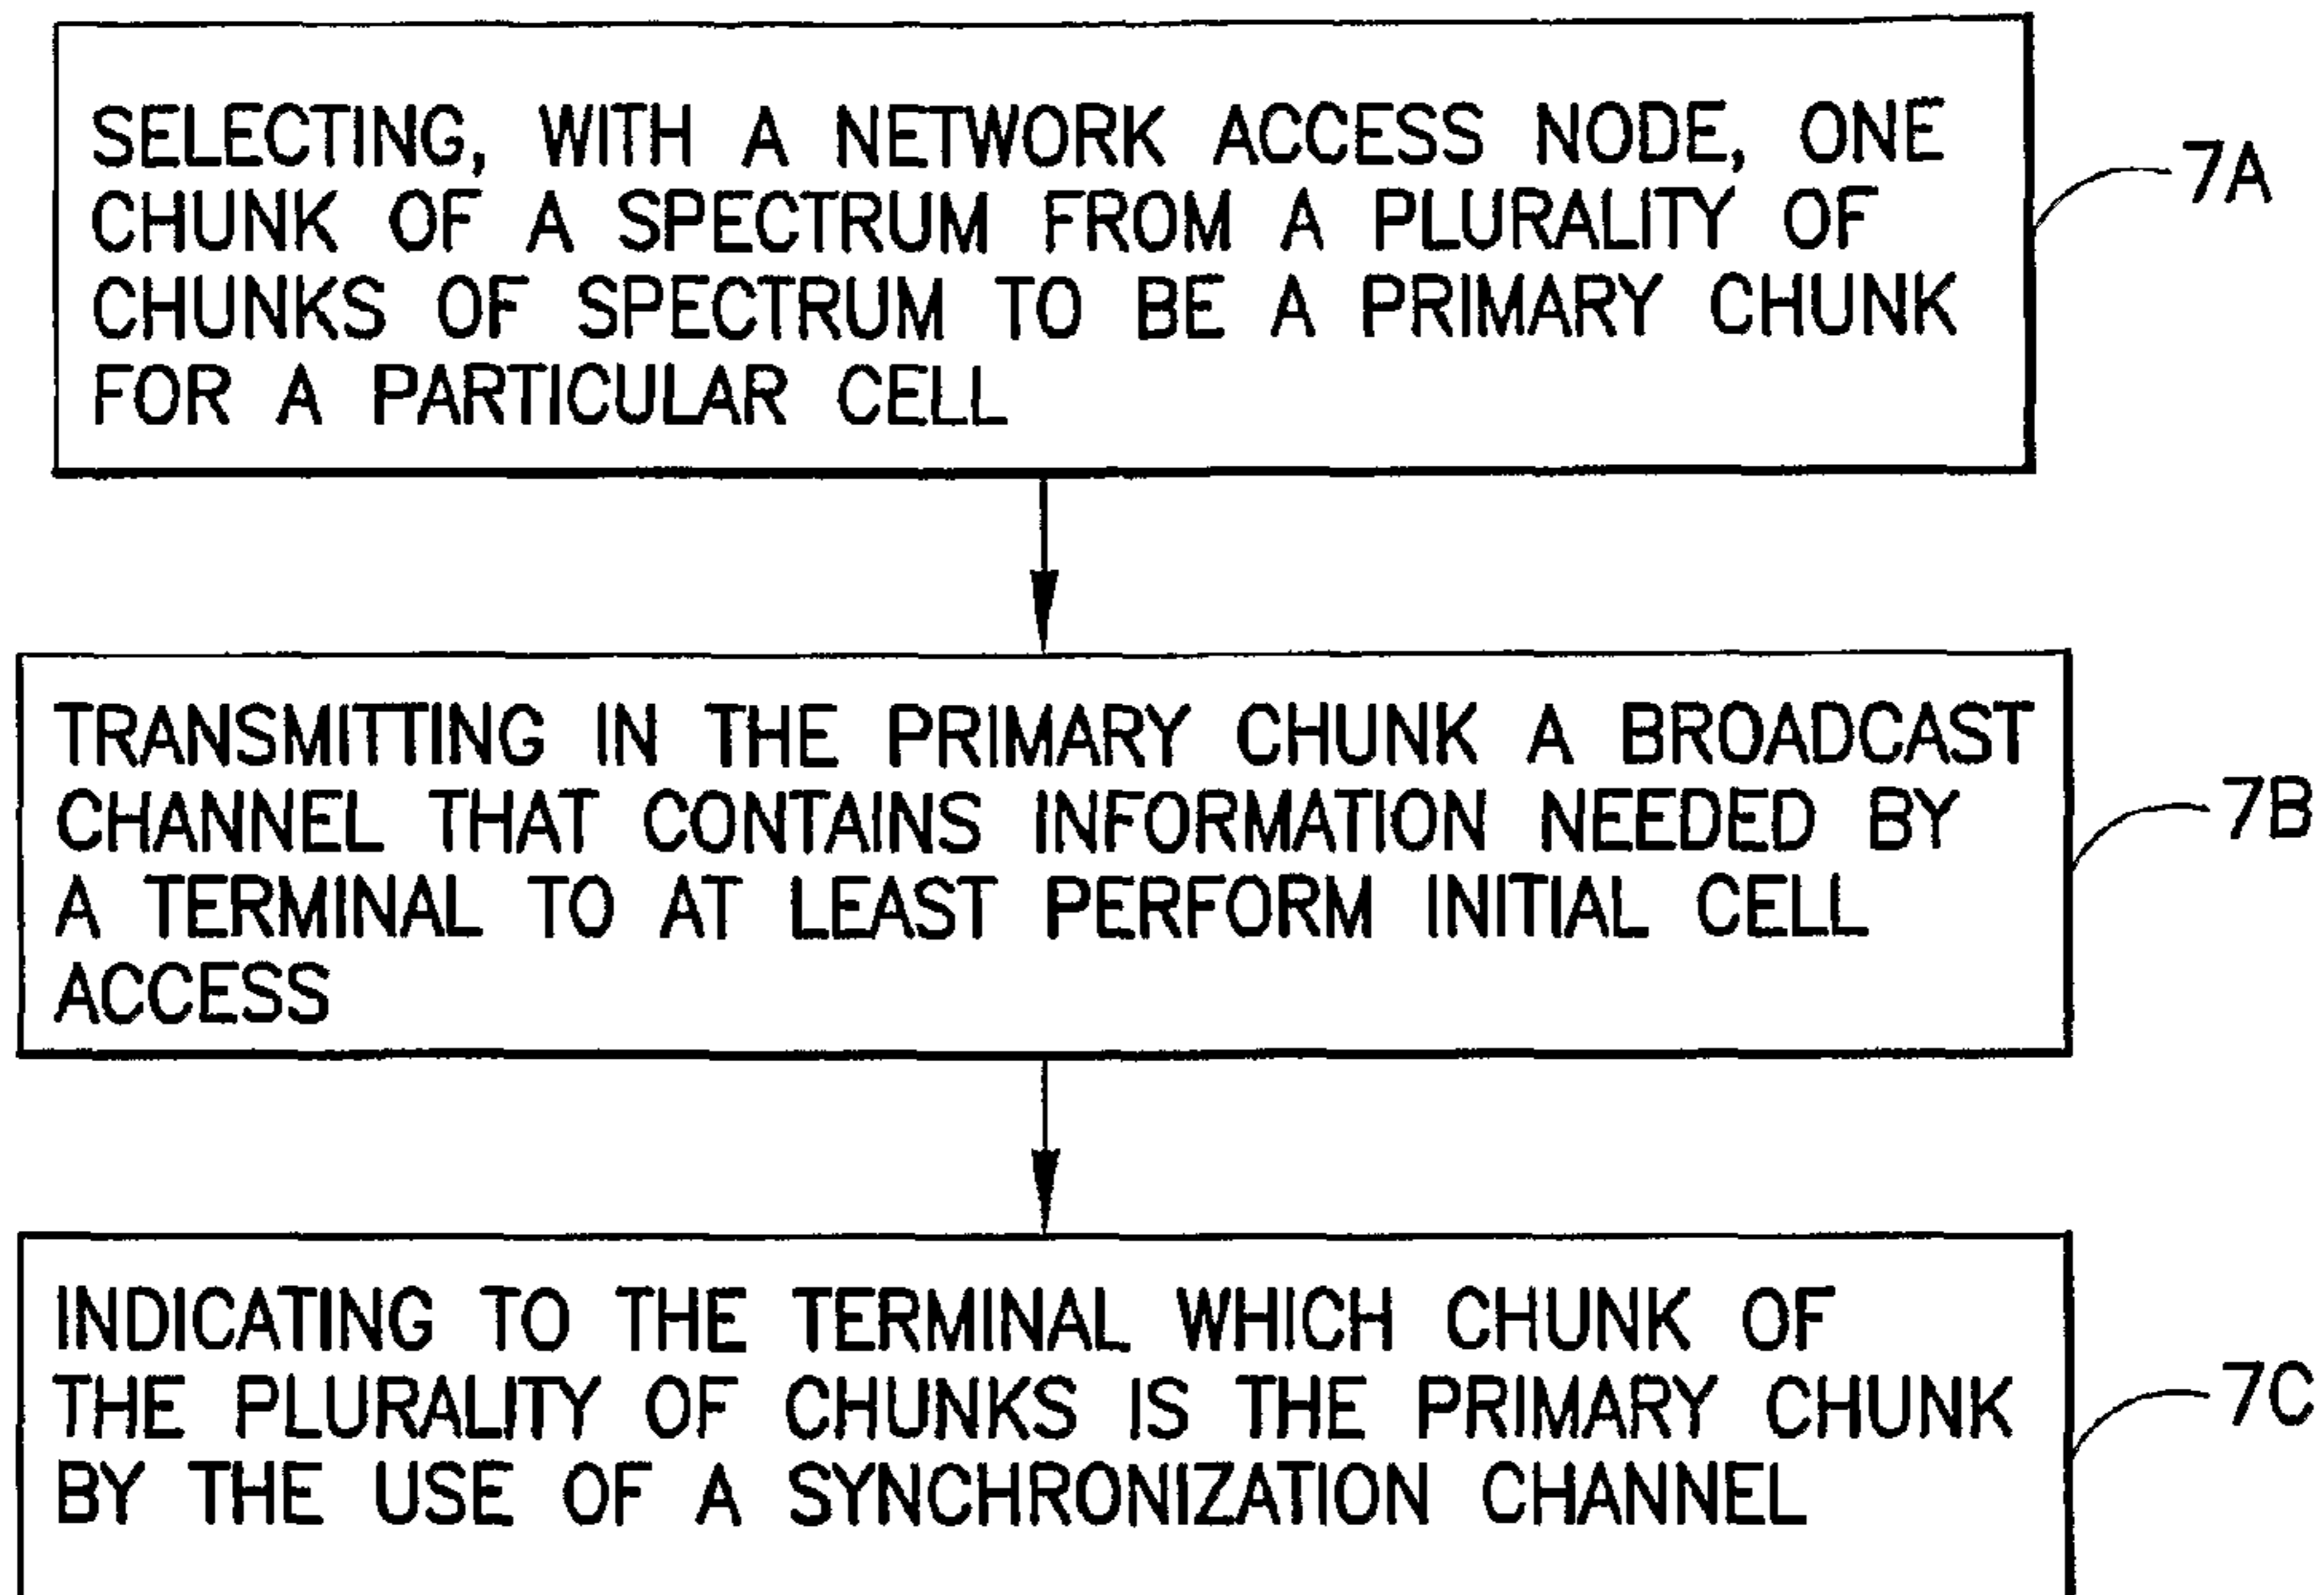 SELECTING, WITH A NETWORK ACCESS NODE, ONE
CHUNK OF A SPECTRUM FROM A PLURALITY OF
CHUNKS OF SPECTRUM TO BE A PRIMARY CHUNK
FOR A PARTICULAR CELL
7A
TRANSMITTING IN THE PRIMARY CHUNK A BROADCAST
CHANNEL THAT CONTAINS INFORMATION NEEDED BY
A TERMINAL TO AT LEAST PERFORM INITIAL CELL
ACCESS
7B
INDICATING TO THE TERMINAL WHICH CHUNK OF
THE PLURALITY OF CHUNKS IS THE PRIMARY CHUNK
BY THE USE OF A SYNCHRONIZATION CHANNEL
7C